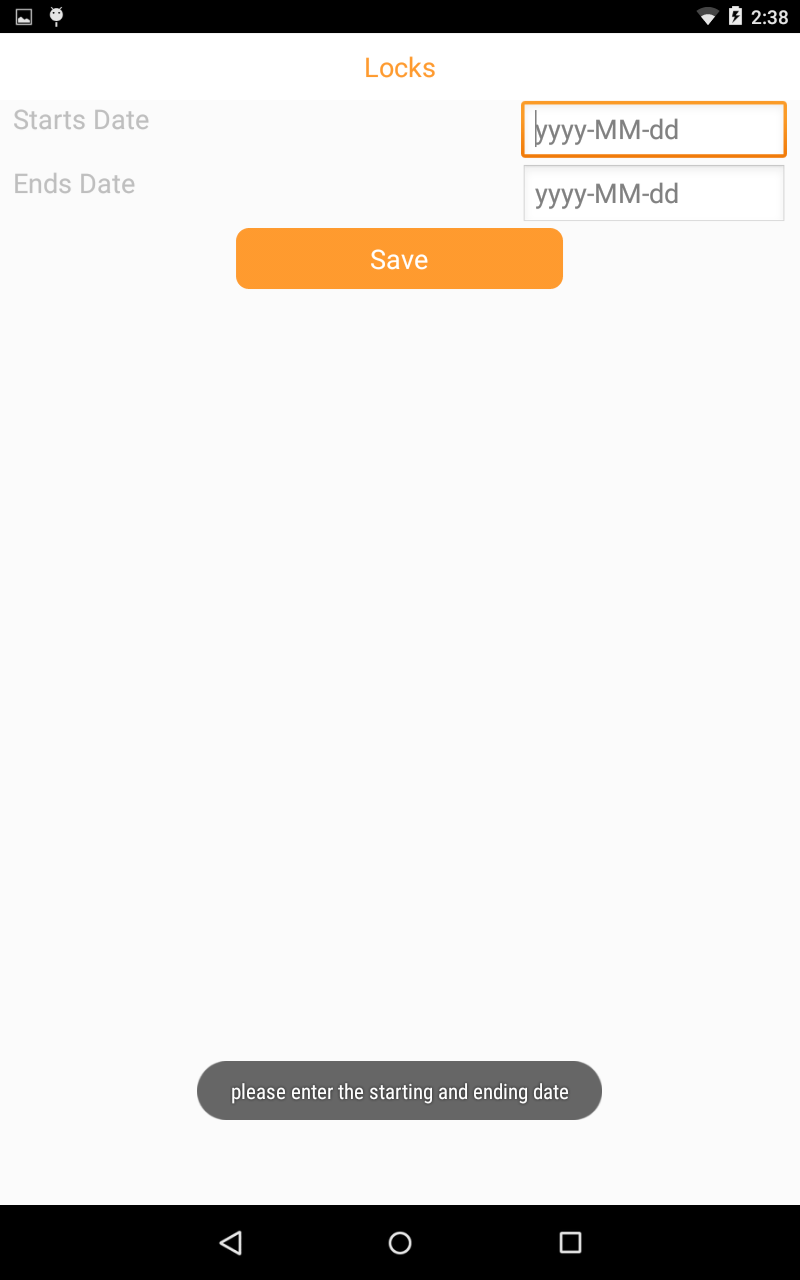 2:38
Locks
Starts Date
yyyy-MM-dd
Ends Date
yyyy-MM-dd
Save
please enter the starting and ending date